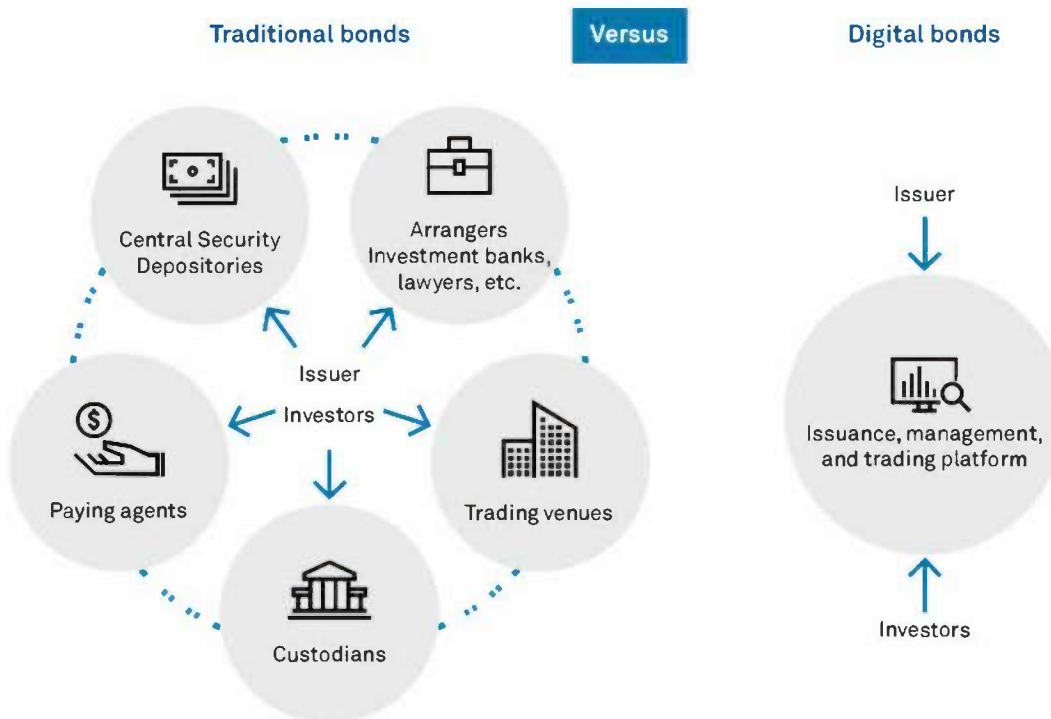 Traditional bonds
Versus
Digital bonds
Central Security
Depositories
Arrangers
Investment banks,
lawyers, etc.
Issuer
Investors
$
Paying agents
Trading venues
Custodians
Issuer
Issuance, management,
and trading platform
Investors